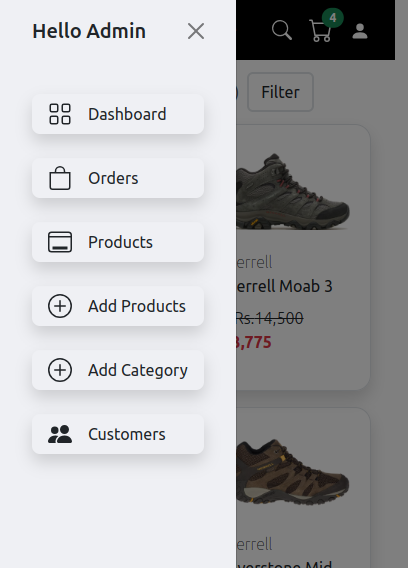 Hello Admin
4
Filter
Dashboard
Orders
Products
Add Products
Add Category
Customers
errell
errell Moab 3
Rs.14,500
,775
errell
verstone Mid